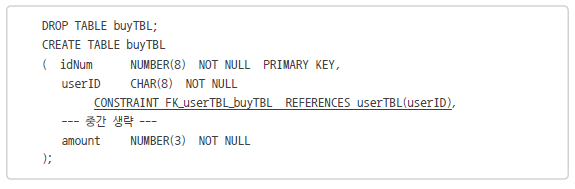 DROP TABLE buyTBL;
CREATE TABLE buyTBL
( idNum NUMBER(8) NOT NULL PRIMARY KEY,
userID CHAR(8) NOT NULL
CONSTRAINT FK_userTBL_buyTBL REFERENCES userTBL(userID),
--- 중간 생략 ---
amount NUMBER(3) NOT NULL
);